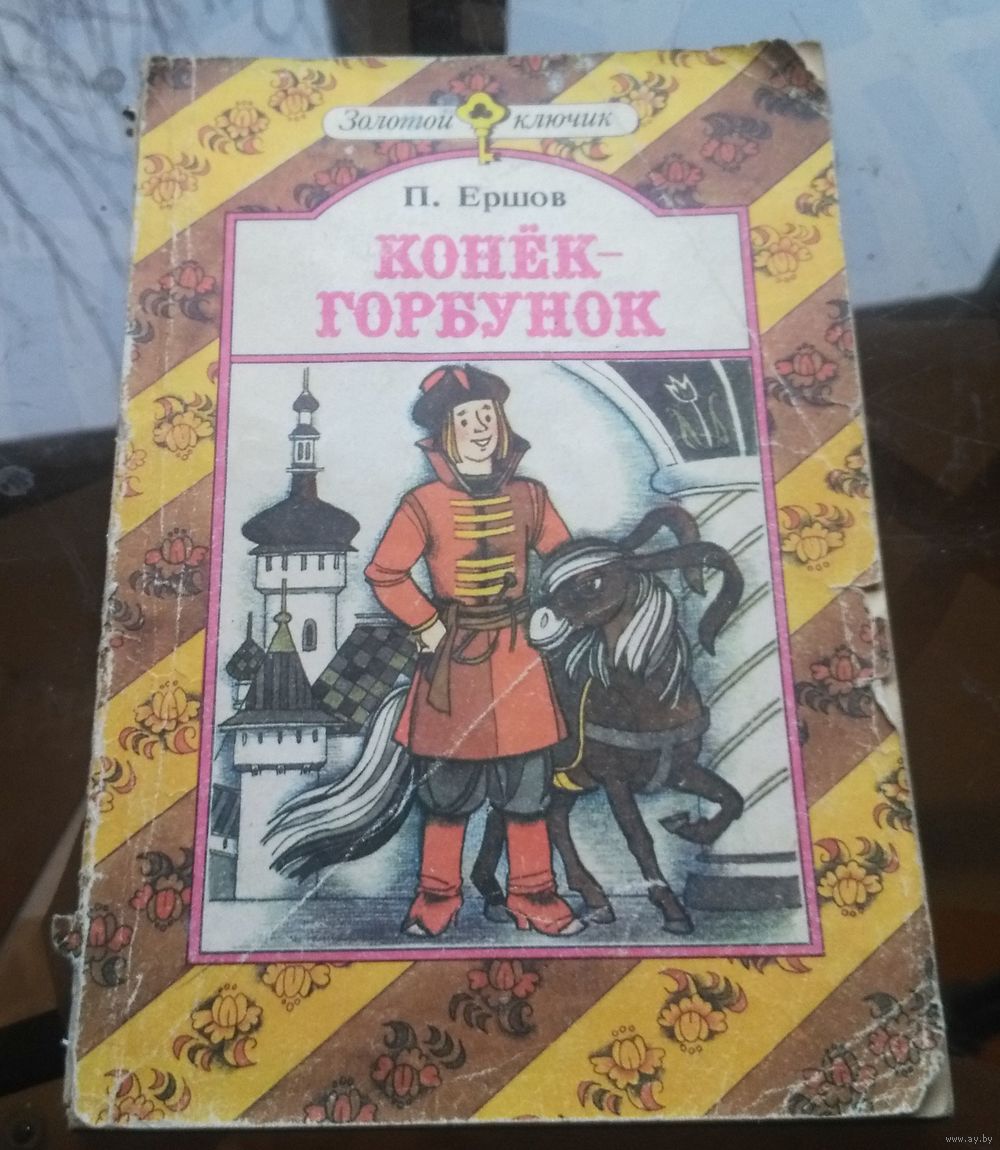 Золотой ключик
П. Ершов
КОНЁК-
ГОРБУНОК
www.ay.by